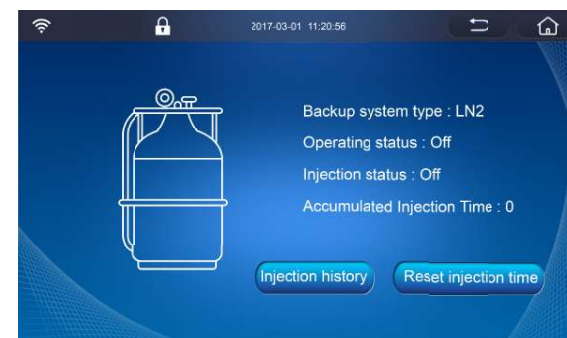 2017-03-01 11:20:56
Backup system type : LN2
Operating status : Off
Injection status : Off
Accumulated Injection Time : 0
Injection history Reset injection time